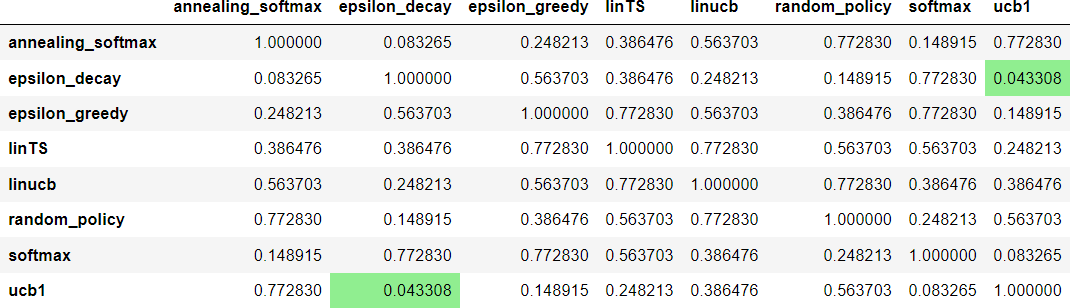 annealing_softmax epsilon_decay epsilon_greedy linTS linucb random_policy softmax ucb1
annealing_softmax 1.000000 0.083265 0.248213 0.386476 0.563703 0.772830 0.148915 0.772830
epsilon_decay 0.083265 1.000000 0.563703 0.386476 0.248213 0.148915 0.772830 0.043308
epsilon_greedy 0.248213 0.563703 1.000000 0.772830 0.563703 0.386476 0.772830 0.148915
linTS 0.386476 0.386476 0.772830 1.000000 0.772830 0.563703 0.563703 0.248213
linucb 0.563703 0.248213 0.563703 0.772830 1.000000 0.772830 0.386476 0.386476
random_policy 0.772830 0.148915 0.386476 0.563703 0.772830 1.000000 0.248213 0.563703
softmax 0.148915 0.772830 0.772830 0.563703 0.386476 0.248213 1.000000 0.083265
ucb1 0.772830 0.043308 0.148915 0.248213 0.386476 0.563703 0.083265 1.000000